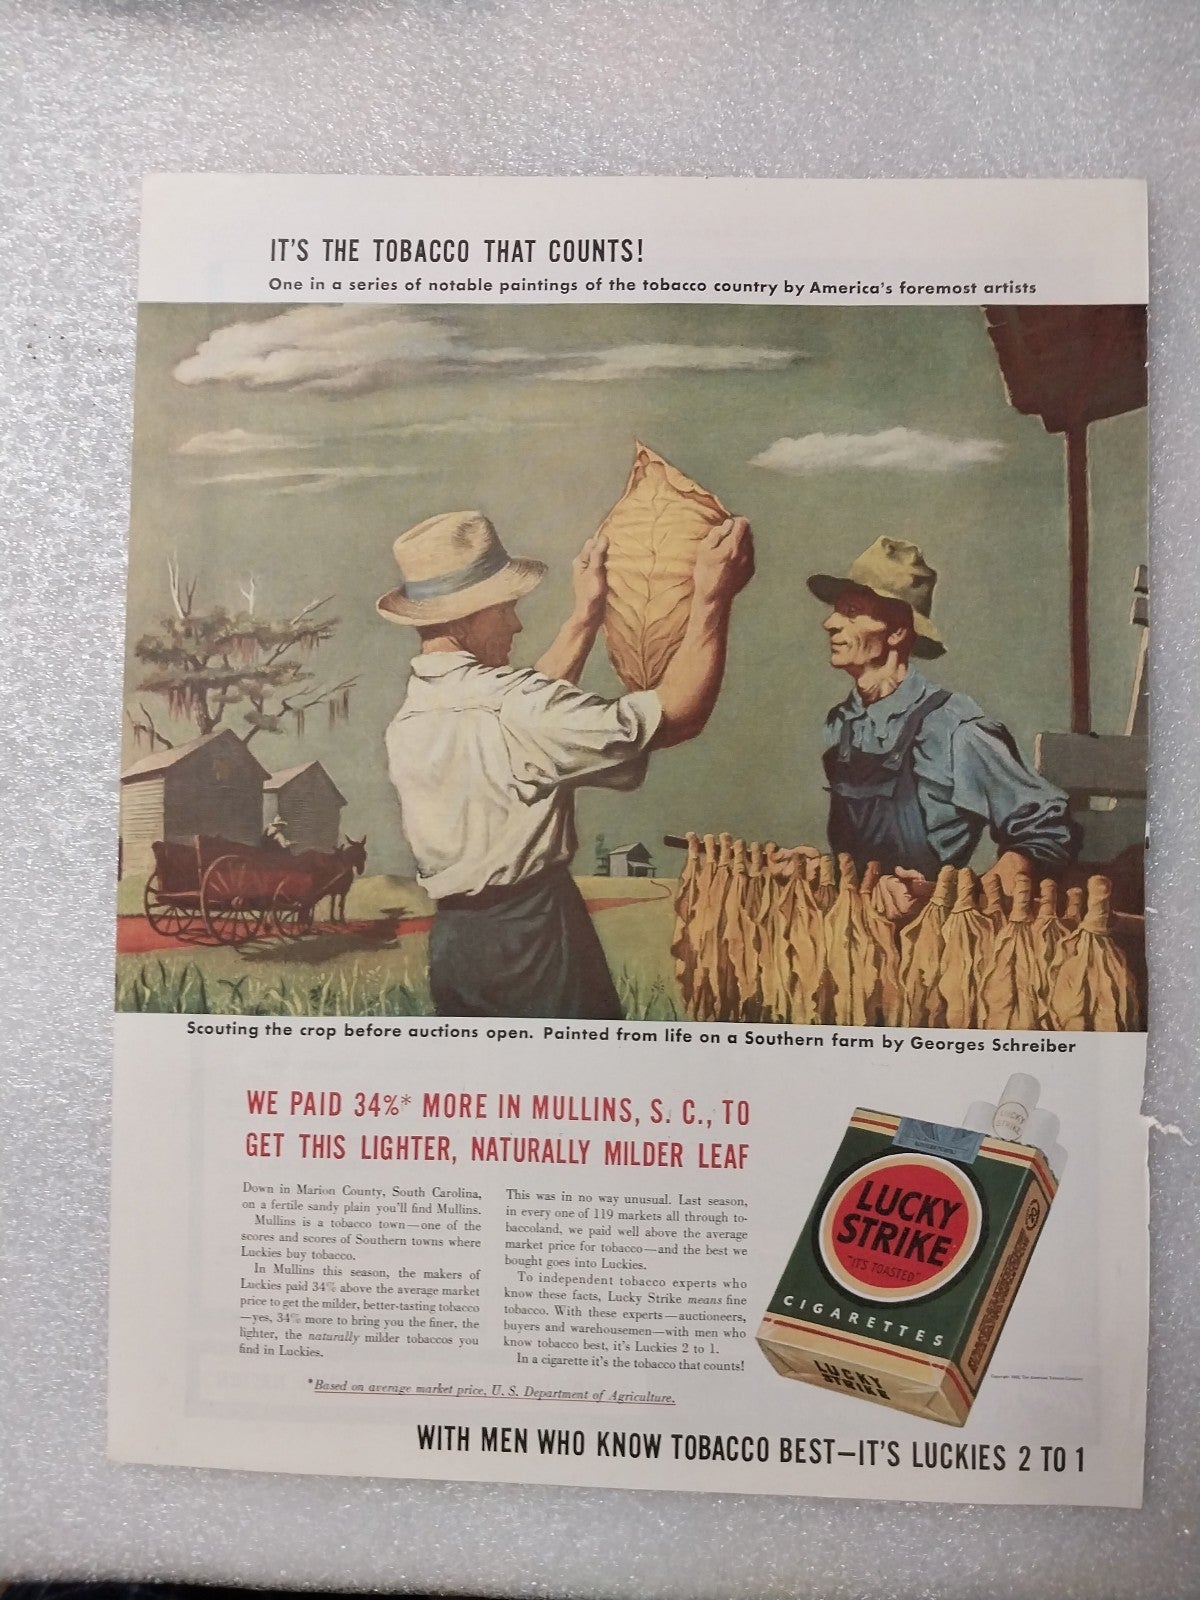 IT'S THE TOBACCO THAT COUNTS!
One in a series of notable paintings of the tobacco country by America's foremost artists
Scouting the crop before auctions open. Painted from life on a Southern farm by Georges Schreiber
WE PAID 34%* MORE IN MULLINS, S. C., TO
GET THIS LIGHTER, NATURALLY MILDER LEAF
Down in Marion County, South Carolina,
on a fertile sandy plain you'll find Mullins.
Mullins is a tobacco town—one of the
scores and scores of Southern towns where
Luckies buy tobacco.
In Mullins this season, the makers of
Luckies paid 34% above the average market
price to get the milder, better-tasting tobacco
—yes, 34% more to bring you the finer, the
lighter, the naturally milder tobaccos you
find in Luckies.
This was in no way unusual. Last season,
in every one of 119 markets all through to-
baccoland, we paid well above the average
market price for tobacco—and the best we
bought goes into Luckies.
To independent tobacco experts who
know these facts, Lucky Strike means fine
tobacco. With these experts—auctioneers,
buyers and warehousemen—with men who
know tobacco best, it's Luckies 2 to 1.
In a cigarette it's the tobacco that counts!
*Based on average market price, U. S. Department of Agriculture.
LUCKY
STRIKE
LUCKY
STRIKE
"IT'S TOASTED"
CIGARETTES
LUCKY
STRIKE
WITH MEN WHO KNOW TOBACCO BEST—IT'S LUCKIES 2 TO 1